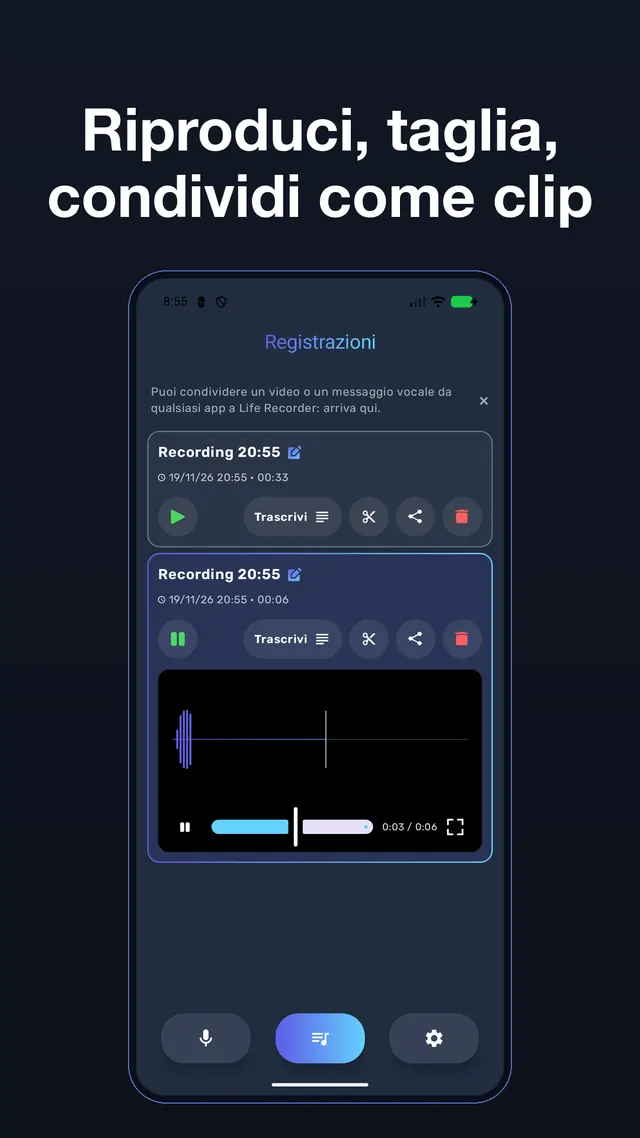 Riproduci, taglia,
condividi come clip
8:55
Registrazioni
Puoi condividere un video o un messaggio vocale da
qualsiasi app a Life Recorder: arriva qui.
Recording 20:55
19/11/26 20:55 • 00:33
Trascrivi
Recording 20:55
19/11/26 20:55 • 00:06
Trascrivi
0:03 / 0:06